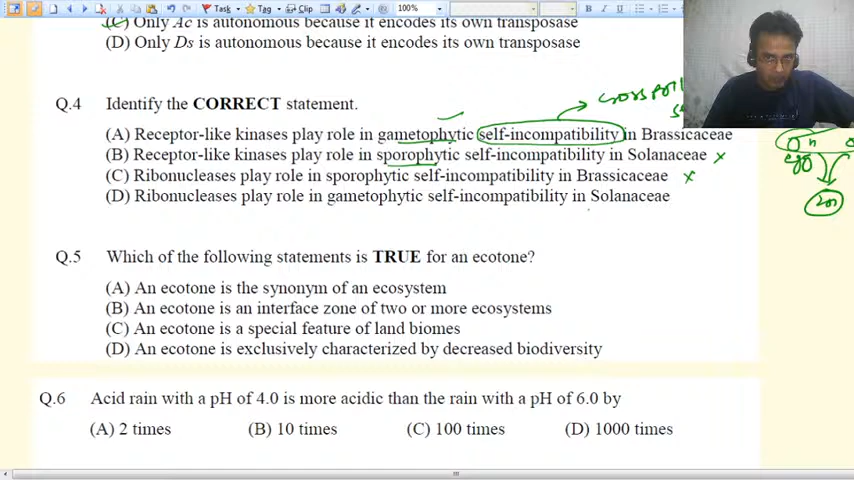 Task
Tag
Clip
100%
B I U
(C) Only Ac is autonomous because it encodes its own transposase
(D) Only Ds is autonomous because it encodes its own transposase
Q.4 Identify the CORRECT statement.
(A) Receptor-like kinases play role in gametophytic self-incompatibility in Brassicaceae
(B) Receptor-like kinases play role in sporophytic self-incompatibility in Solanaceae x
(C) Ribonucleases play role in sporophytic self-incompatibility in Brassicaceae x
(D) Ribonucleases play role in gametophytic self-incompatibility in Solanaceae
n
egg
2n
Q.5 Which of the following statements is TRUE for an ecotone?
(A) An ecotone is the synonym of an ecosystem
(B) An ecotone is an interface zone of two or more ecosystems
(C) An ecotone is a special feature of land biomes
(D) An ecotone is exclusively characterized by decreased biodiversity
Q.6 Acid rain with a pH of 4.0 is more acidic than the rain with a pH of 6.0 by
(A) 2 times (B) 10 times (C) 100 times (D) 1000 times